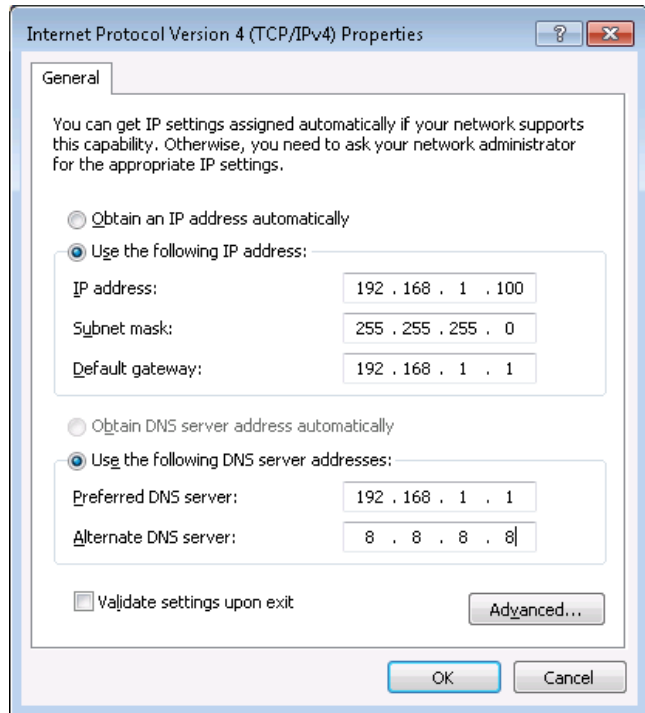 Internet Protocol Version 4 (TCP/IPv4) Properties
?
General
You can get IP settings assigned automatically if your network supports
this capability. Otherwise, you need to ask your network administrator
for the appropriate IP settings.
Obtain an IP address automatically
Use the following IP address:
IP address: 192 . 168 . 1 . 100
Subnet mask: 255 . 255 . 255 . 0
Default gateway: 192 . 168 . 1 . 1
Obtain DNS server address automatically
Use the following DNS server addresses:
Preferred DNS server: 192 . 168 . 1 . 1
Alternate DNS server: 8 . 8 . 8 . 8
Validate settings upon exit
Advanced...
OK Cancel